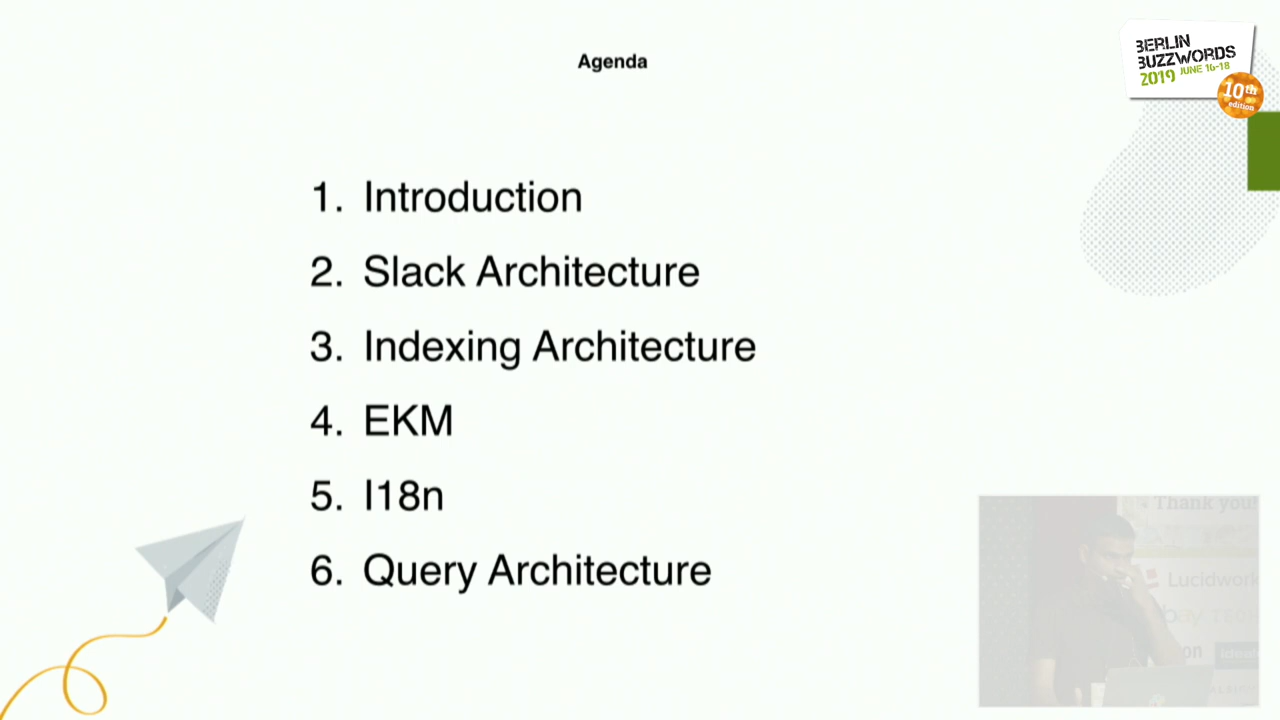 Agenda
BERLIN
BUZZWORDS
2019 JUNE 16-18
10th
edition
1. Introduction
2. Slack Architecture
3. Indexing Architecture
4. EKM
5. I18n
6. Query Architecture
Thank you!
Lucidwork